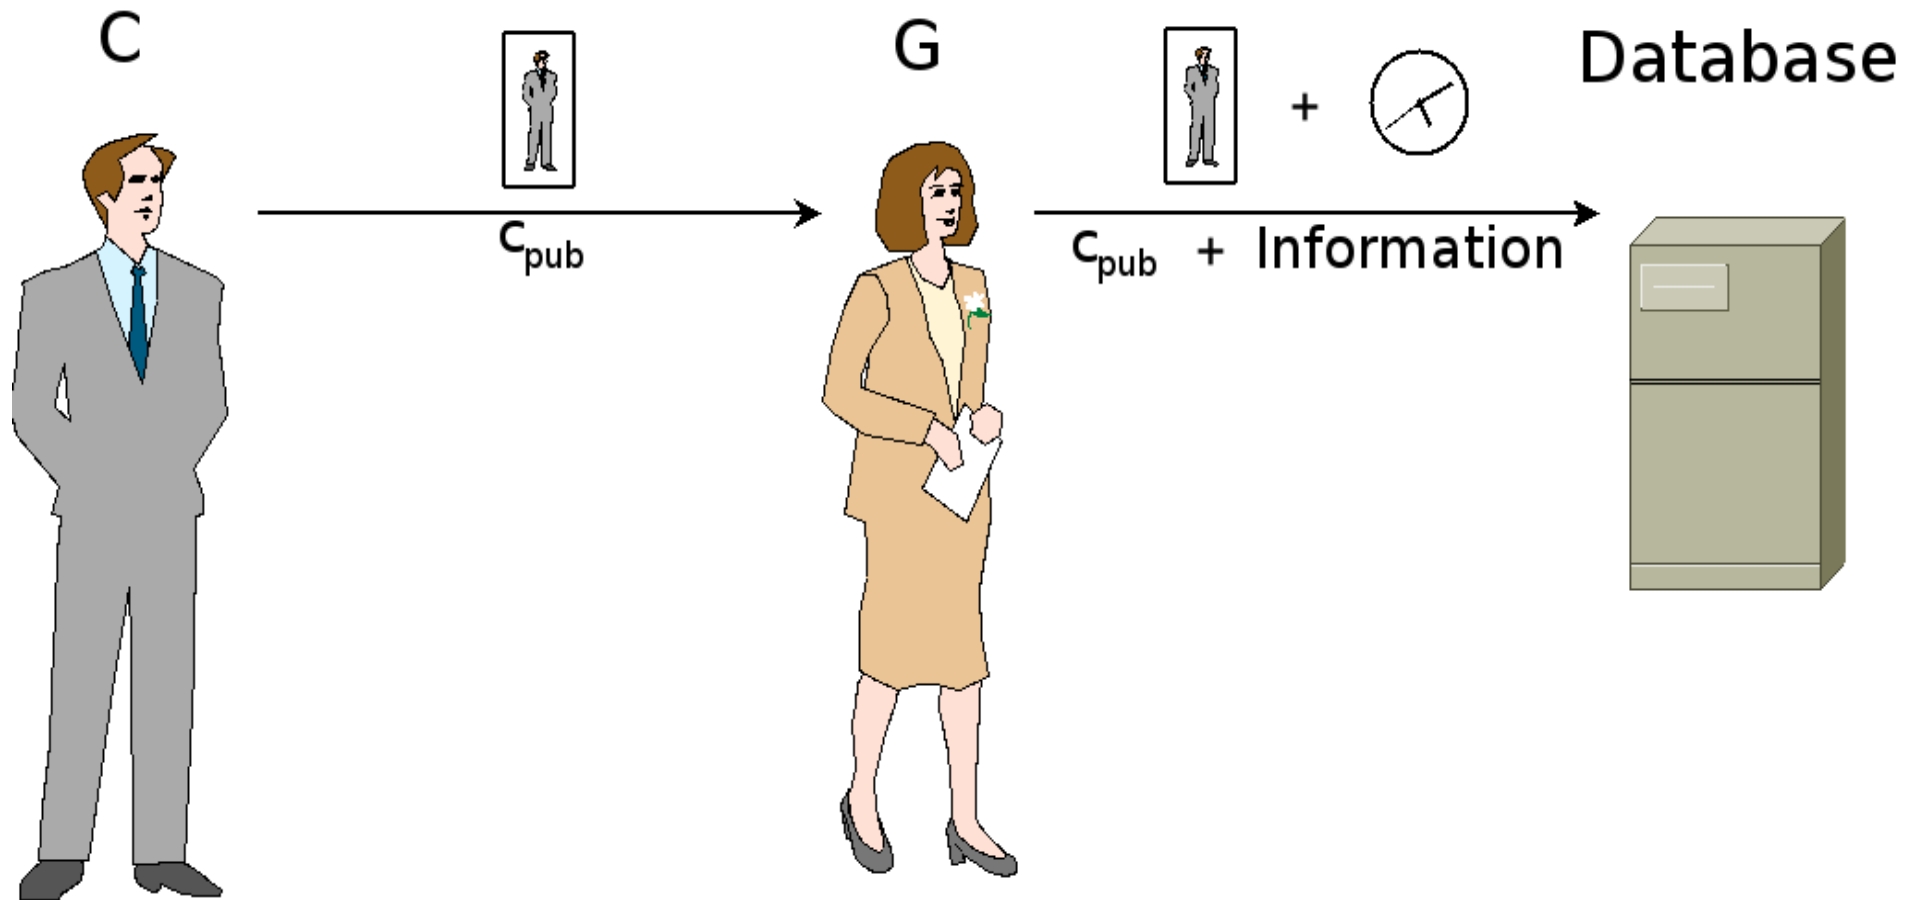 C
G
Database
+
C_pub
C_pub + Information